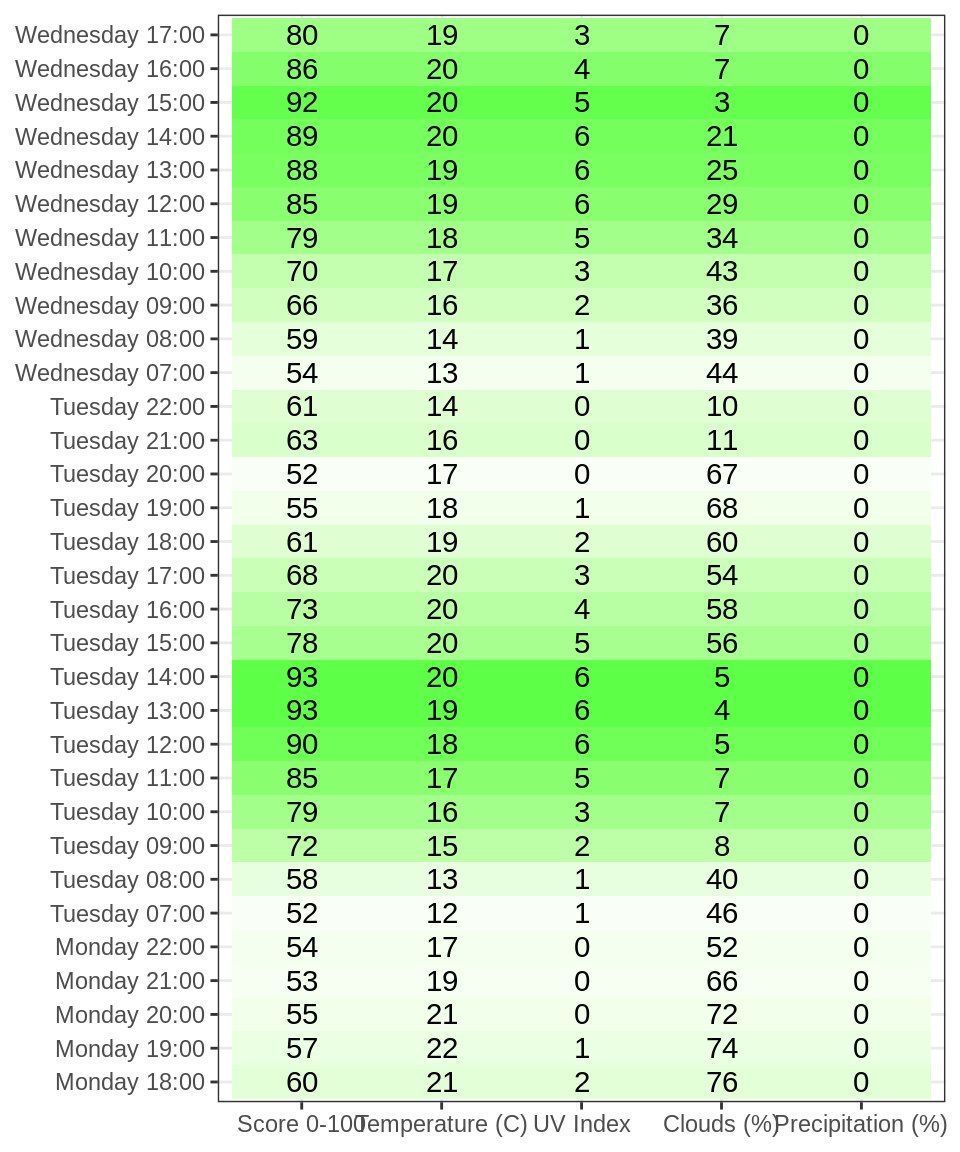 Wednesday 17:00 80 19 3 7 0
Wednesday 16:00 86 20 4 7 0
Wednesday 15:00 92 20 5 3 0
Wednesday 14:00 89 20 6 21 0
Wednesday 13:00 88 19 6 25 0
Wednesday 12:00 85 19 6 29 0
Wednesday 11:00 79 18 5 34 0
Wednesday 10:00 70 17 3 43 0
Wednesday 09:00 66 16 2 36 0
Wednesday 08:00 59 14 1 39 0
Wednesday 07:00 54 13 1 44 0
Tuesday 22:00 61 14 0 10 0
Tuesday 21:00 63 16 0 11 0
Tuesday 20:00 52 17 0 67 0
Tuesday 19:00 55 18 1 68 0
Tuesday 18:00 61 19 2 60 0
Tuesday 17:00 68 20 3 54 0
Tuesday 16:00 73 20 4 58 0
Tuesday 15:00 78 20 5 56 0
Tuesday 14:00 93 20 6 5 0
Tuesday 13:00 93 19 6 4 0
Tuesday 12:00 90 18 6 5 0
Tuesday 11:00 85 17 5 7 0
Tuesday 10:00 79 16 3 7 0
Tuesday 09:00 72 15 2 8 0
Tuesday 08:00 58 13 1 40 0
Tuesday 07:00 52 12 1 46 0
Monday 22:00 54 17 0 52 0
Monday 21:00 53 19 0 66 0
Monday 20:00 55 21 0 72 0
Monday 19:00 57 22 1 74 0
Monday 18:00 60 21 2 76 0
Score 0-100 Temperature (C) UV Index Clouds (%) Precipitation (%)